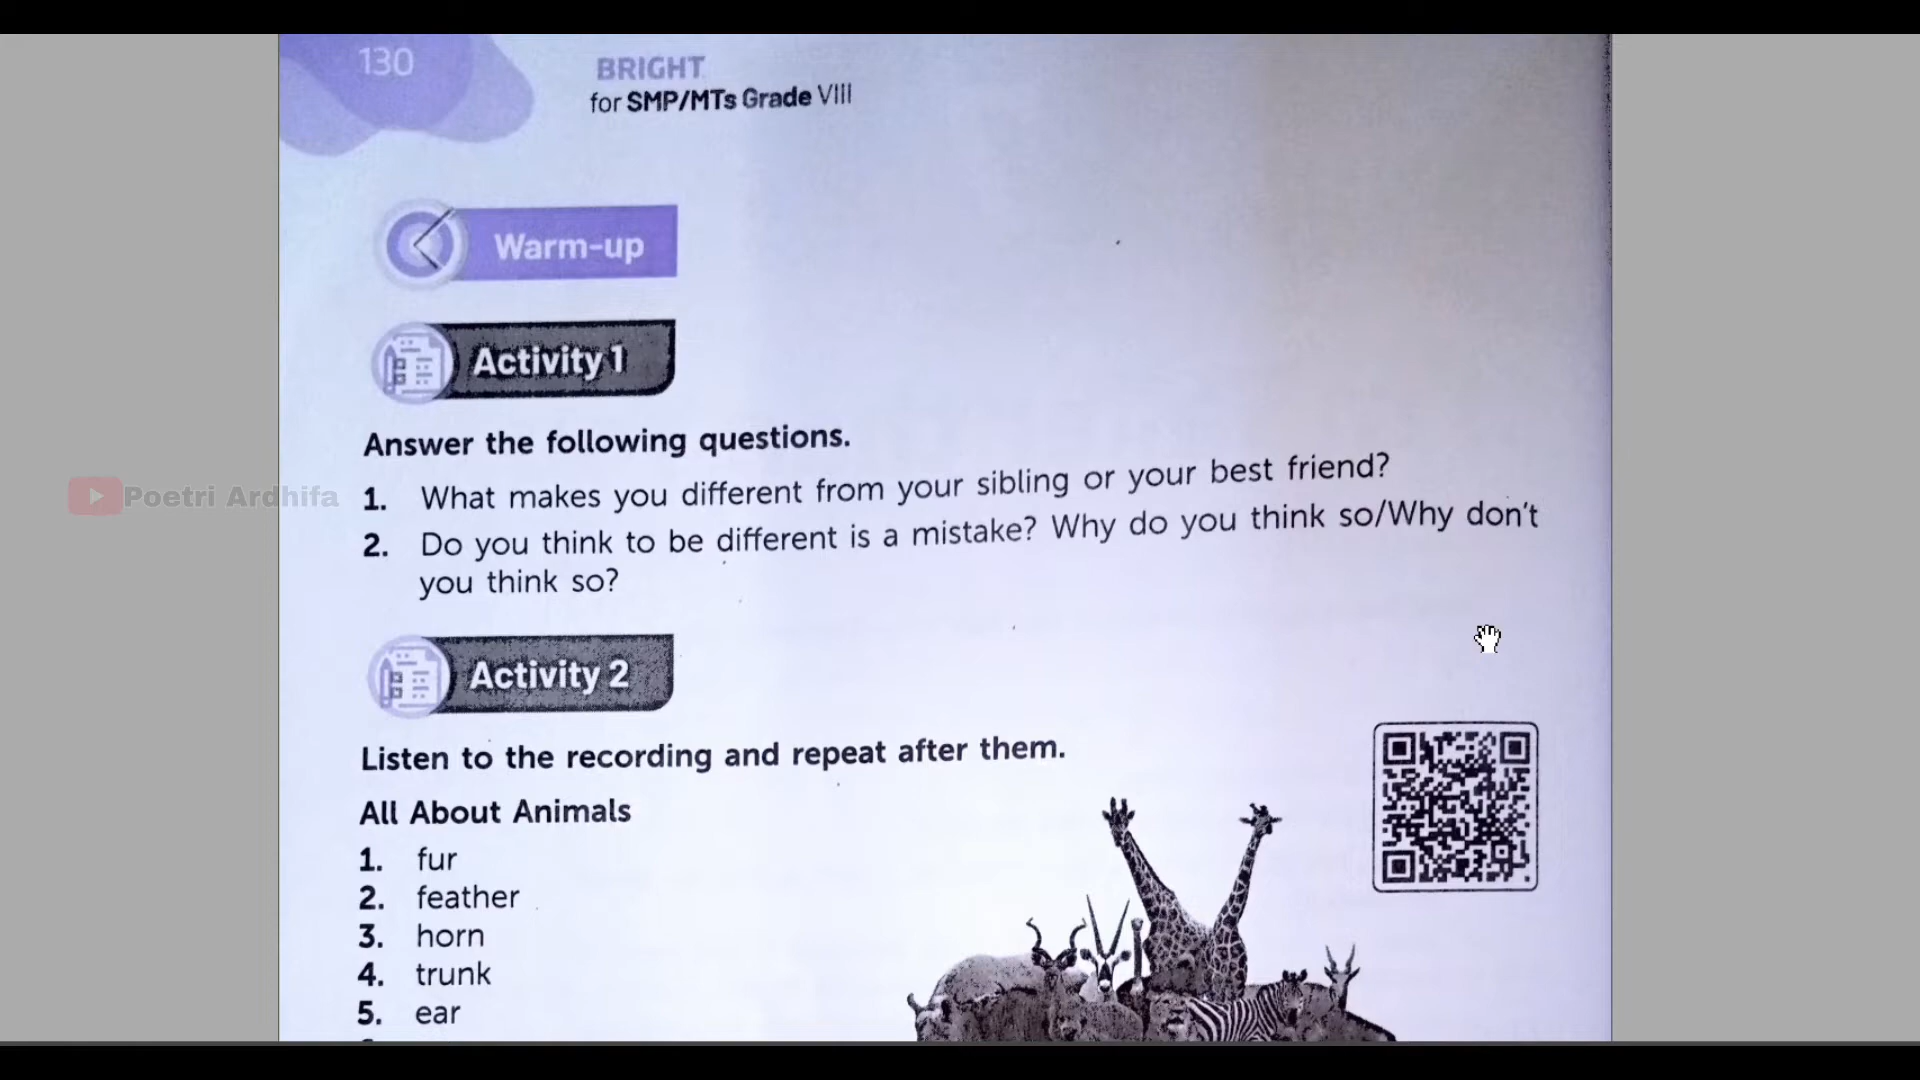 130
BRIGHT
for SMP/MTs Grade VIII
Warm-up
Activity 1
Answer the following questions.
1. What makes you different from your sibling or your best friend?
2. Do you think to be different is a mistake? Why do you think so/Why don't
you think so?
Poetri Ardhifa
Activity 2
Listen to the recording and repeat after them.
All About Animals
1. fur
2. feather
3. horn
4. trunk
5. ear